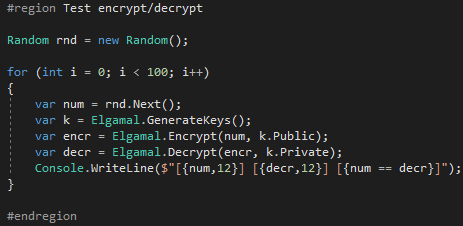 #region Test encrypt/decrypt
Random rnd = new Random();
for (int i = 0; i < 100; i++)
{
var num = rnd.Next();
var k = Elgamal.GenerateKeys();
var encr = Elgamal.Encrypt(num, k.Public);
var decr = Elgamal.Decrypt(encr, k.Private);
Console.WriteLine($"[{num,12}] [{decr,12}] [{num == decr}]");
}
#endregion